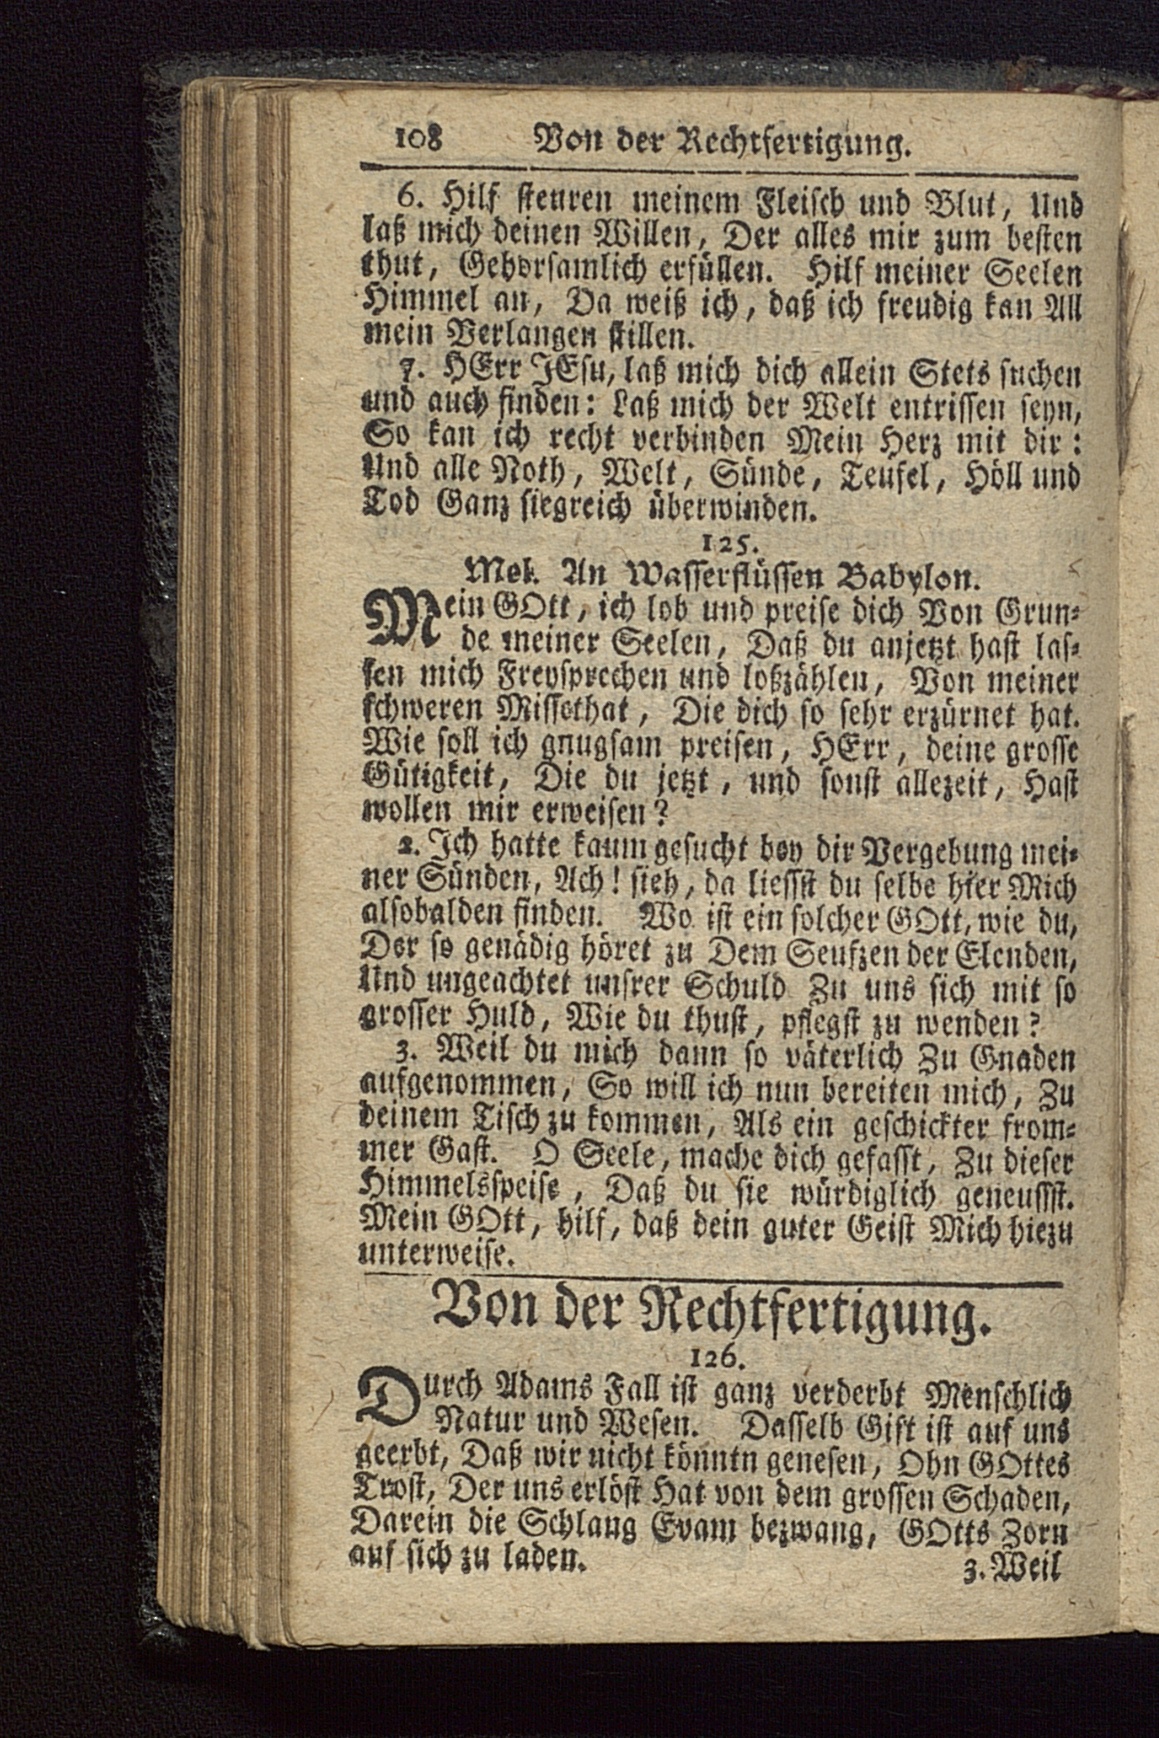 108 Von der Rechtfertigung.
6. Hilf steuren meinem Fleisch und Blut, Und
laß mich deinen Willen, Der alles mir zum besten
thut, Gehorsamlich erfüllen. Hilf meiner Seelen
Himmel an, Da weiß ich, daß ich freudig kan All
mein Verlangen stillen.
7. HErr JEsu, laß mich dich allein Stets suchen
und auch finden: Laß mich der Welt entrissen seyn,
So kan ich recht verbinden Mein Herz mit dir:
Und alle Noth, Welt, Sünde, Teufel, Höll und
Tod Ganz siegreich überwinden.
125.
Mel. An Wasserflüssen Babylon.
Mein GOtt, ich lob und preise dich Von Grun-
de meiner Seelen, Daß du anjetzt hast las-
sen mich Freysprechen und loßzählen, Von meiner
schweren Missethat, Die dich so sehr erzürnet hat.
Wie soll ich gnugsam preisen, HErr, deine grosse
Gütigkeit, Die du jetzt, und sonst allezeit, Hast
wollen mir erweisen?
2. Ich hatte kaum gesucht bey dir Vergebung mei-
ner Sünden, Ach! sieh, da liessst du selbe hier Mich
alsobalden finden. Wo ist ein solcher GOtt, wie du,
Der so genädig höret zu Dem Seufzen der Elenden,
Und ungeachtet unsrer Schuld Zu uns sich mit so
grosser Huld, Wie du thust, pflegst zu wenden?
3. Weil du mich dann so väterlich Zu Gnaden
aufgenommen, So will ich nun bereiten mich, Zu
deinem Tisch zu kommen, Als ein geschickter from-
mer Gast. O Seele, mache dich gefasst, Zu dieser
Himmelsspeise, Daß du sie würdiglich geneussst.
Mein GOtt, hilf, daß dein guter Geist Mich hiezu
unterweise.
Von der Rechtfertigung.
126.
Durch Adams Fall ist ganz verderbt Menschlich
Natur und Wesen. Dasselb Gift ist auf uns
geerbt, Daß wir nicht könntn genesen, Ohn GOttes
Trost, Der uns erlöst Hat von dem grossen Schaden,
Darein die Schlang Evam bezwang, GOtts Zorn
auf sich zu laden.
3. Weil